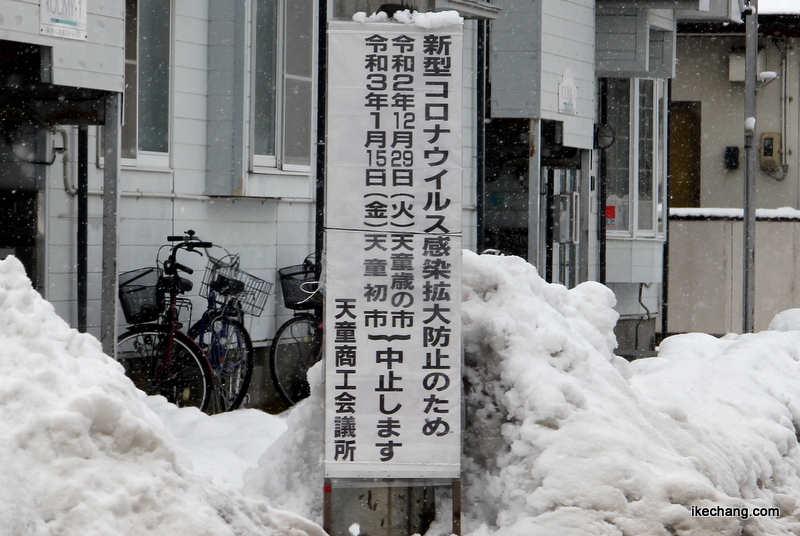 新型コロナウイルス感染拡大防止のため
令和2年12月29日(火)天童歳の市
令和3年1月15日(金)天童初市
}中止します
天童商工会議所
ROOMY-1
ikechang.com